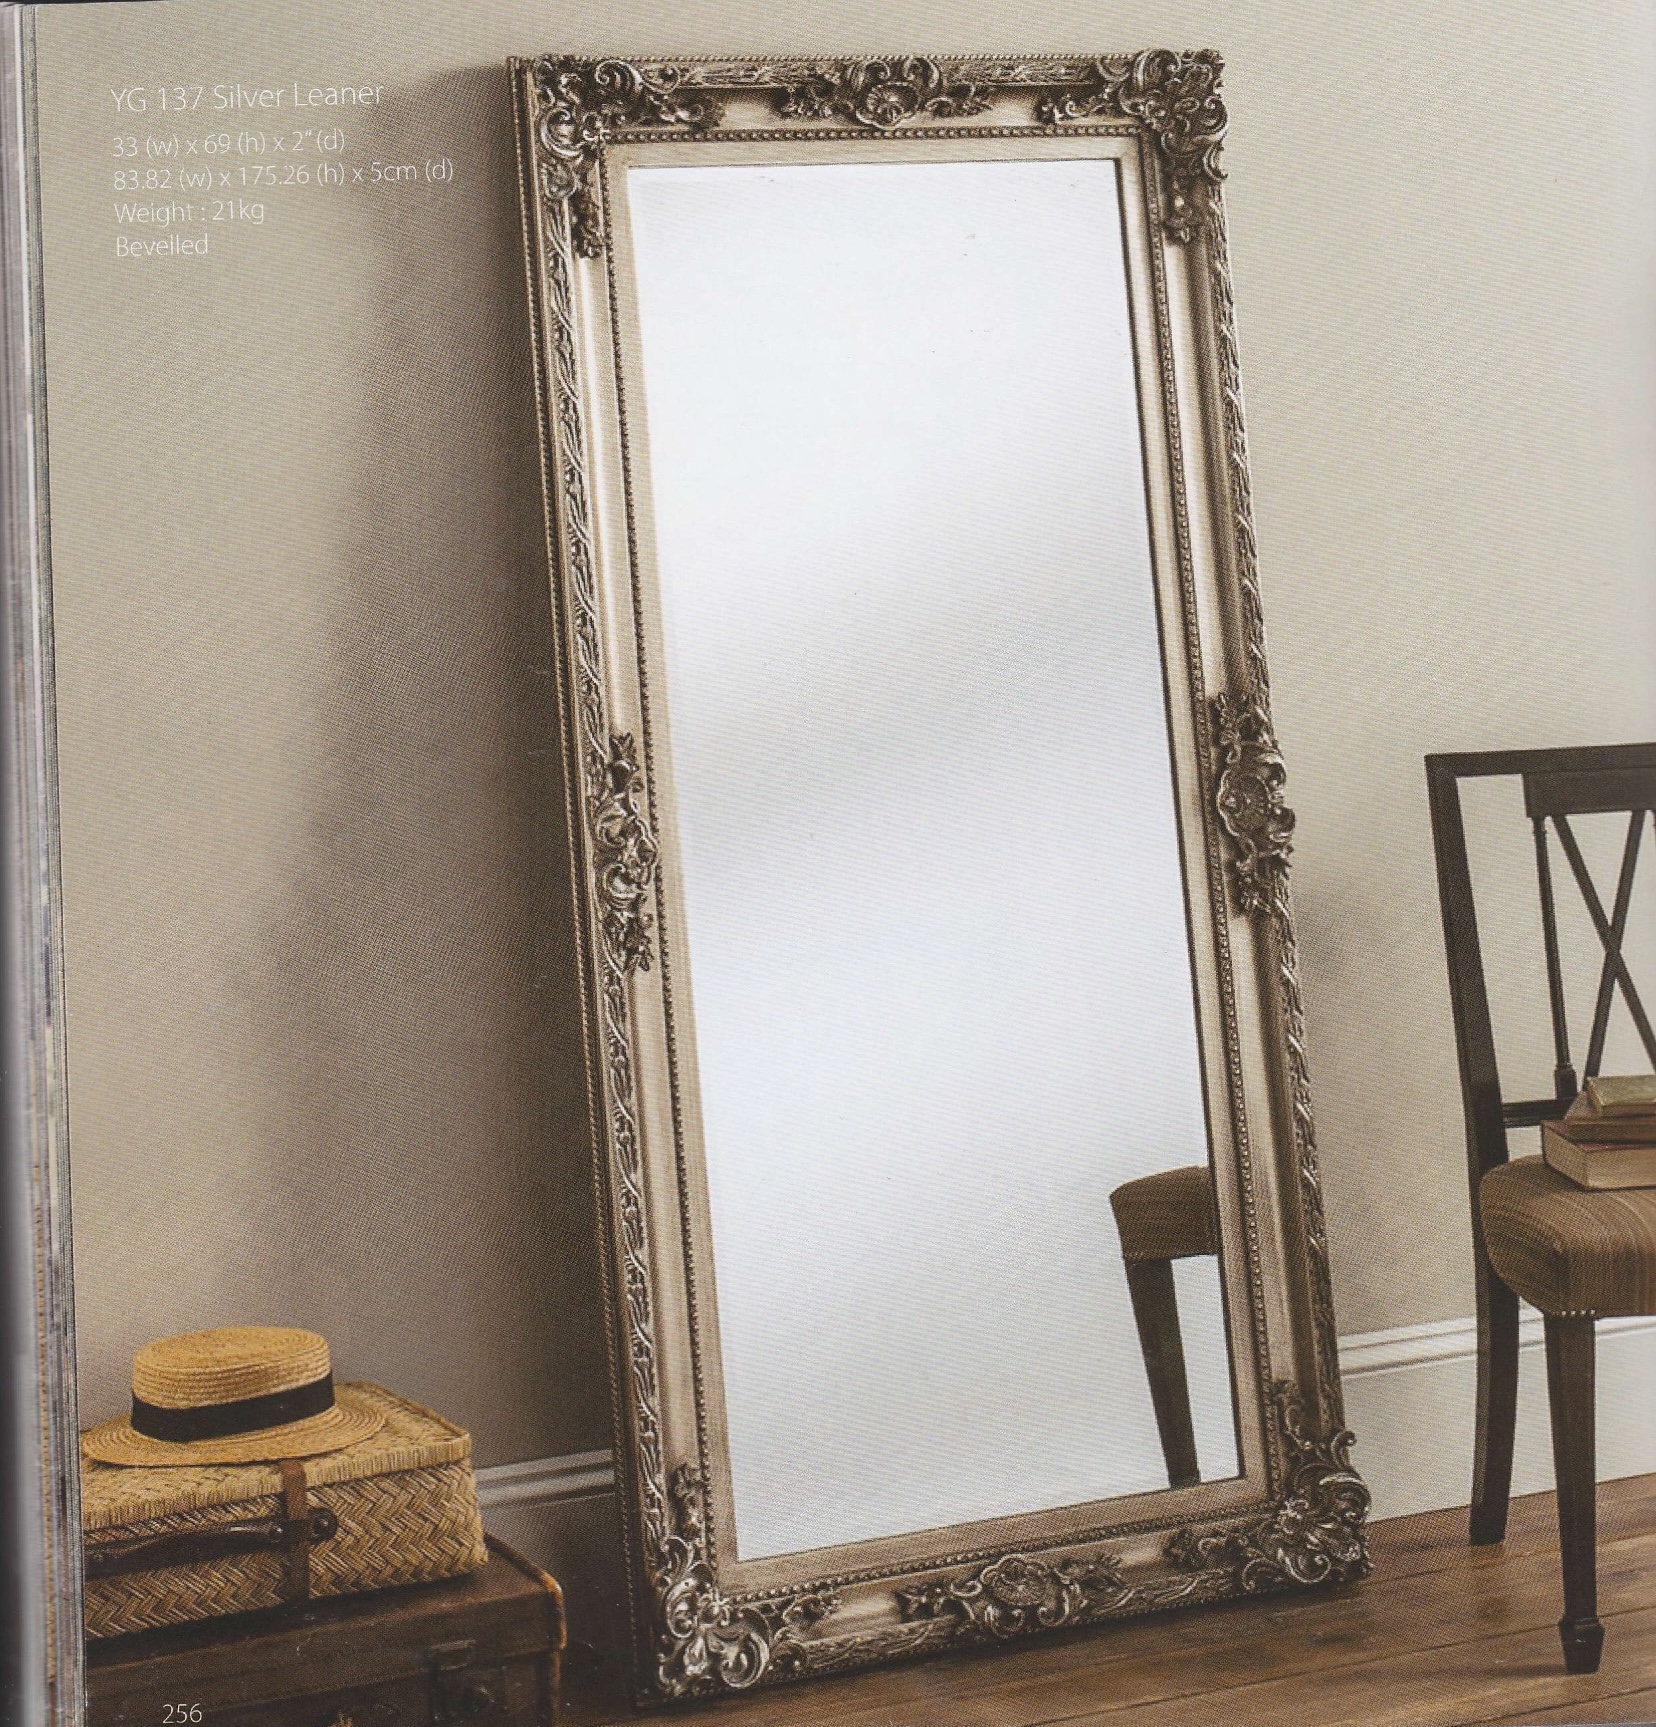 YG 137 Silver Leaner
33 (w) x 69 (h) x 2" (d)
83.82 (w) x 175.26 (h) x 5cm (d)
Weight : 21kg
Bevelled
256